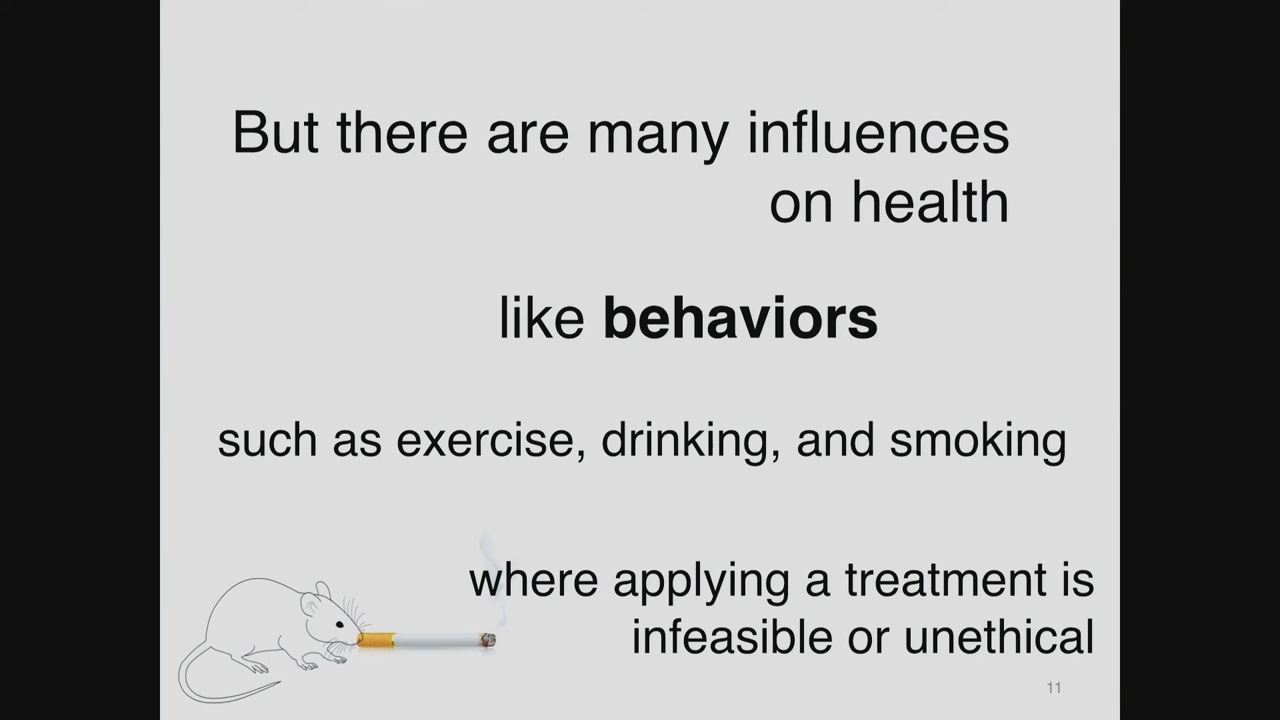 But there are many influences
on health
like behaviors
such as exercise, drinking, and smoking
where applying a treatment is
infeasible or unethical
11